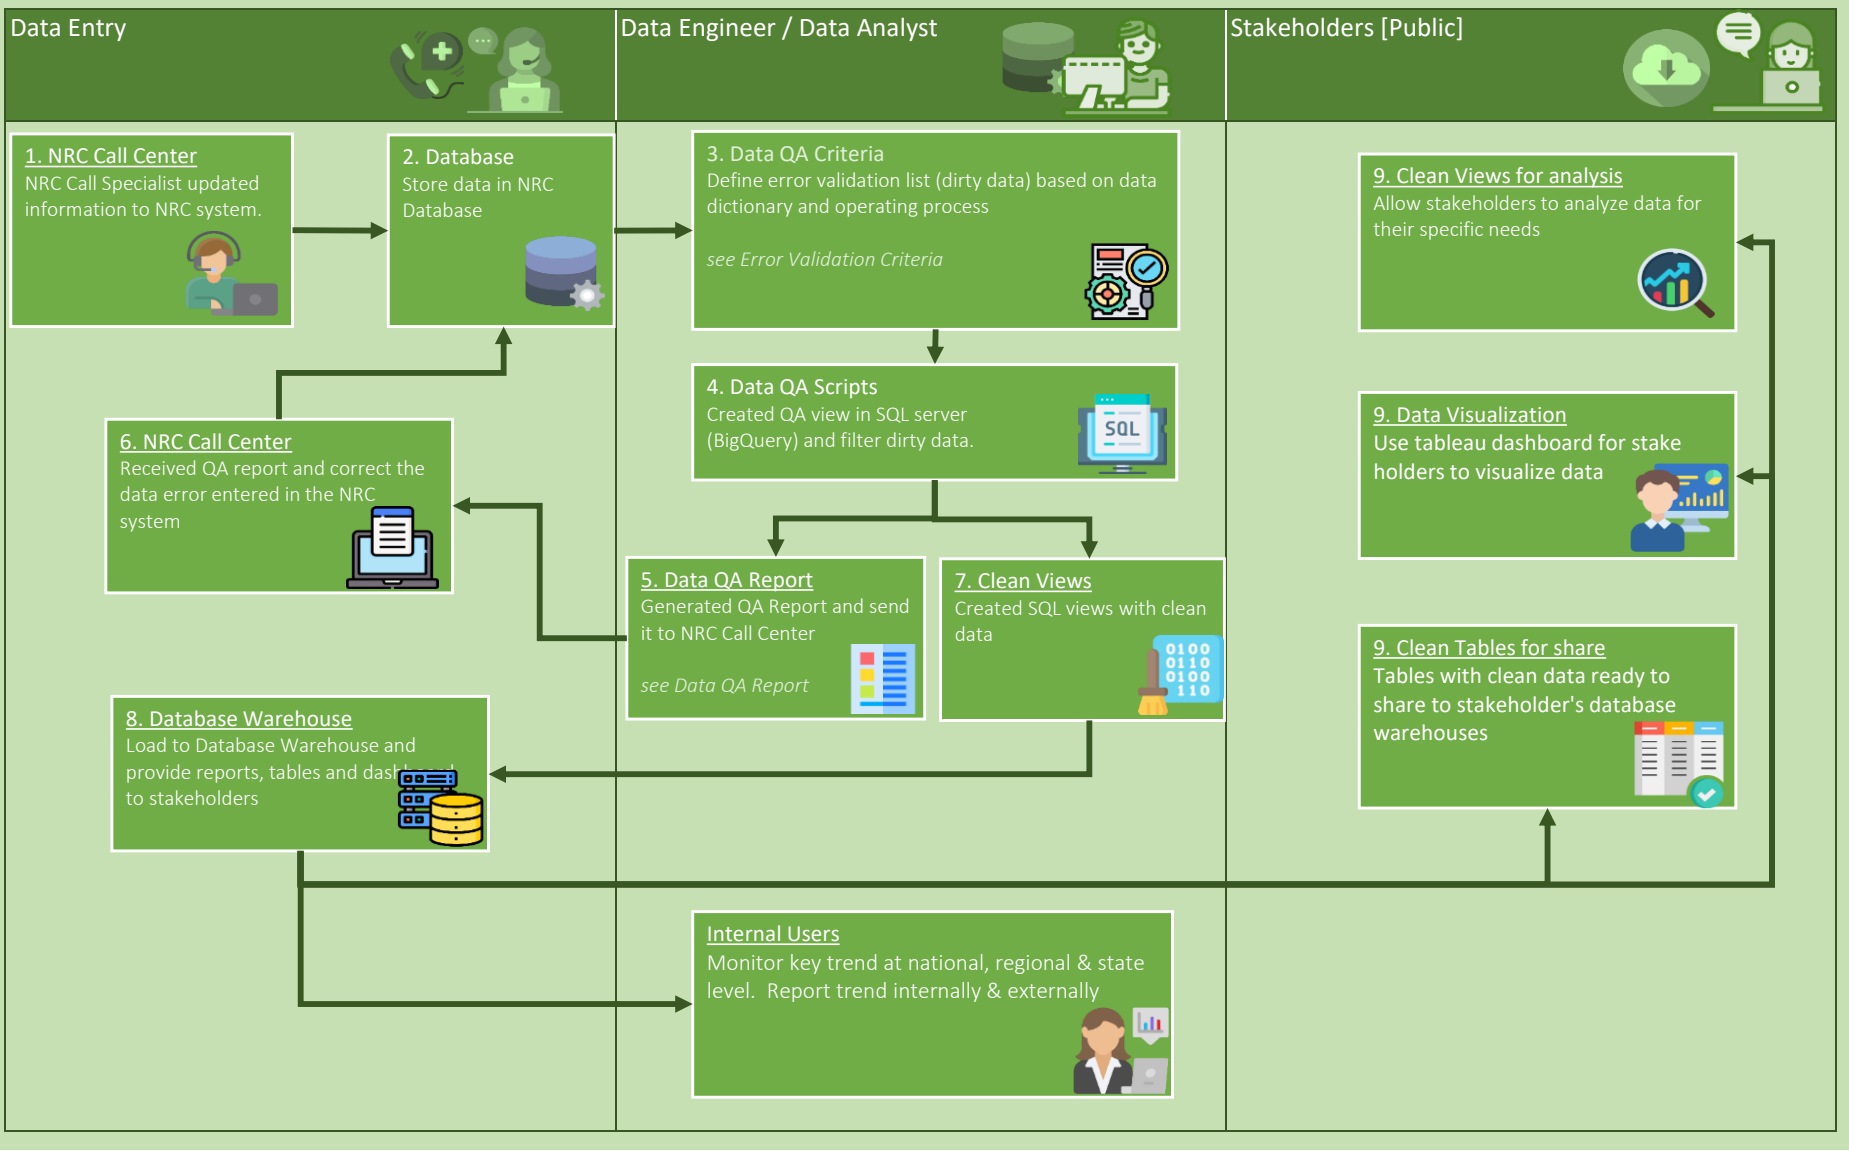 Data Entry
Data Engineer / Data Analyst
Stakeholders [Public]
1. NRC Call Center
NRC Call Specialist updated
information to NRC system.
2. Database
Store data in NRC
Database
3. Data QA Criteria
Define error validation list (dirty data) based on data
dictionary and operating process
see Error Validation Criteria
4. Data QA Scripts
Created QA view in SQL server
(BigQuery) and filter dirty data.
SQL
5. Data QA Report
Generated QA Report and send
it to NRC Call Center
see Data QA Report
6. NRC Call Center
Received QA report and correct the
data error entered in the NRC
system
7. Clean Views
Created SQL views with clean
data
0100
0110
0100
110
8. Database Warehouse
Load to Database Warehouse and
provide reports, tables and
to stakeholders
9. Clean Views for analysis
Allow stakeholders to analyze data for
their specific needs
9. Data Visualization
Use tableau dashboard for stake
holders to visualize data
9. Clean Tables for share
Tables with clean data ready to
share to stakeholder's database
warehouses
Internal Users
Monitor key trend at national, regional & state
level.  Report trend internally & externally